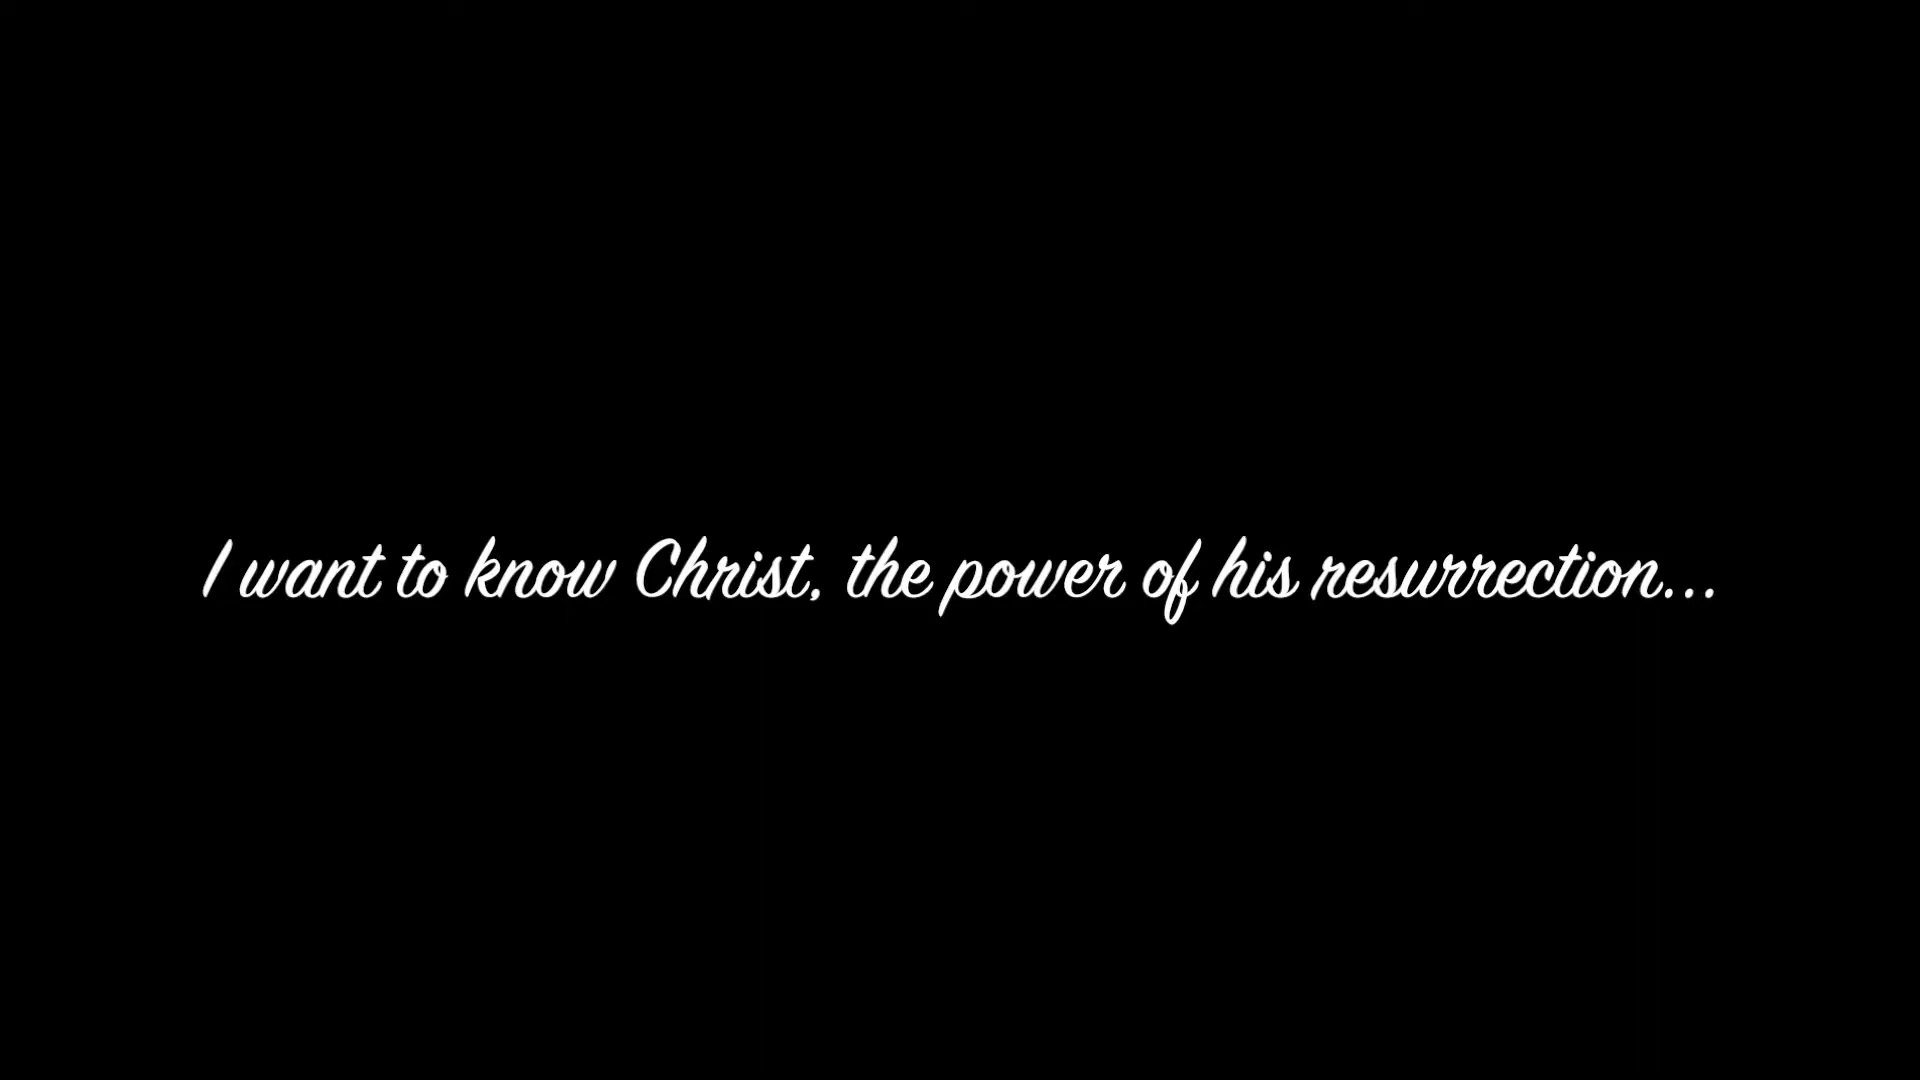 I want to know Christ, the power of his resurrection...